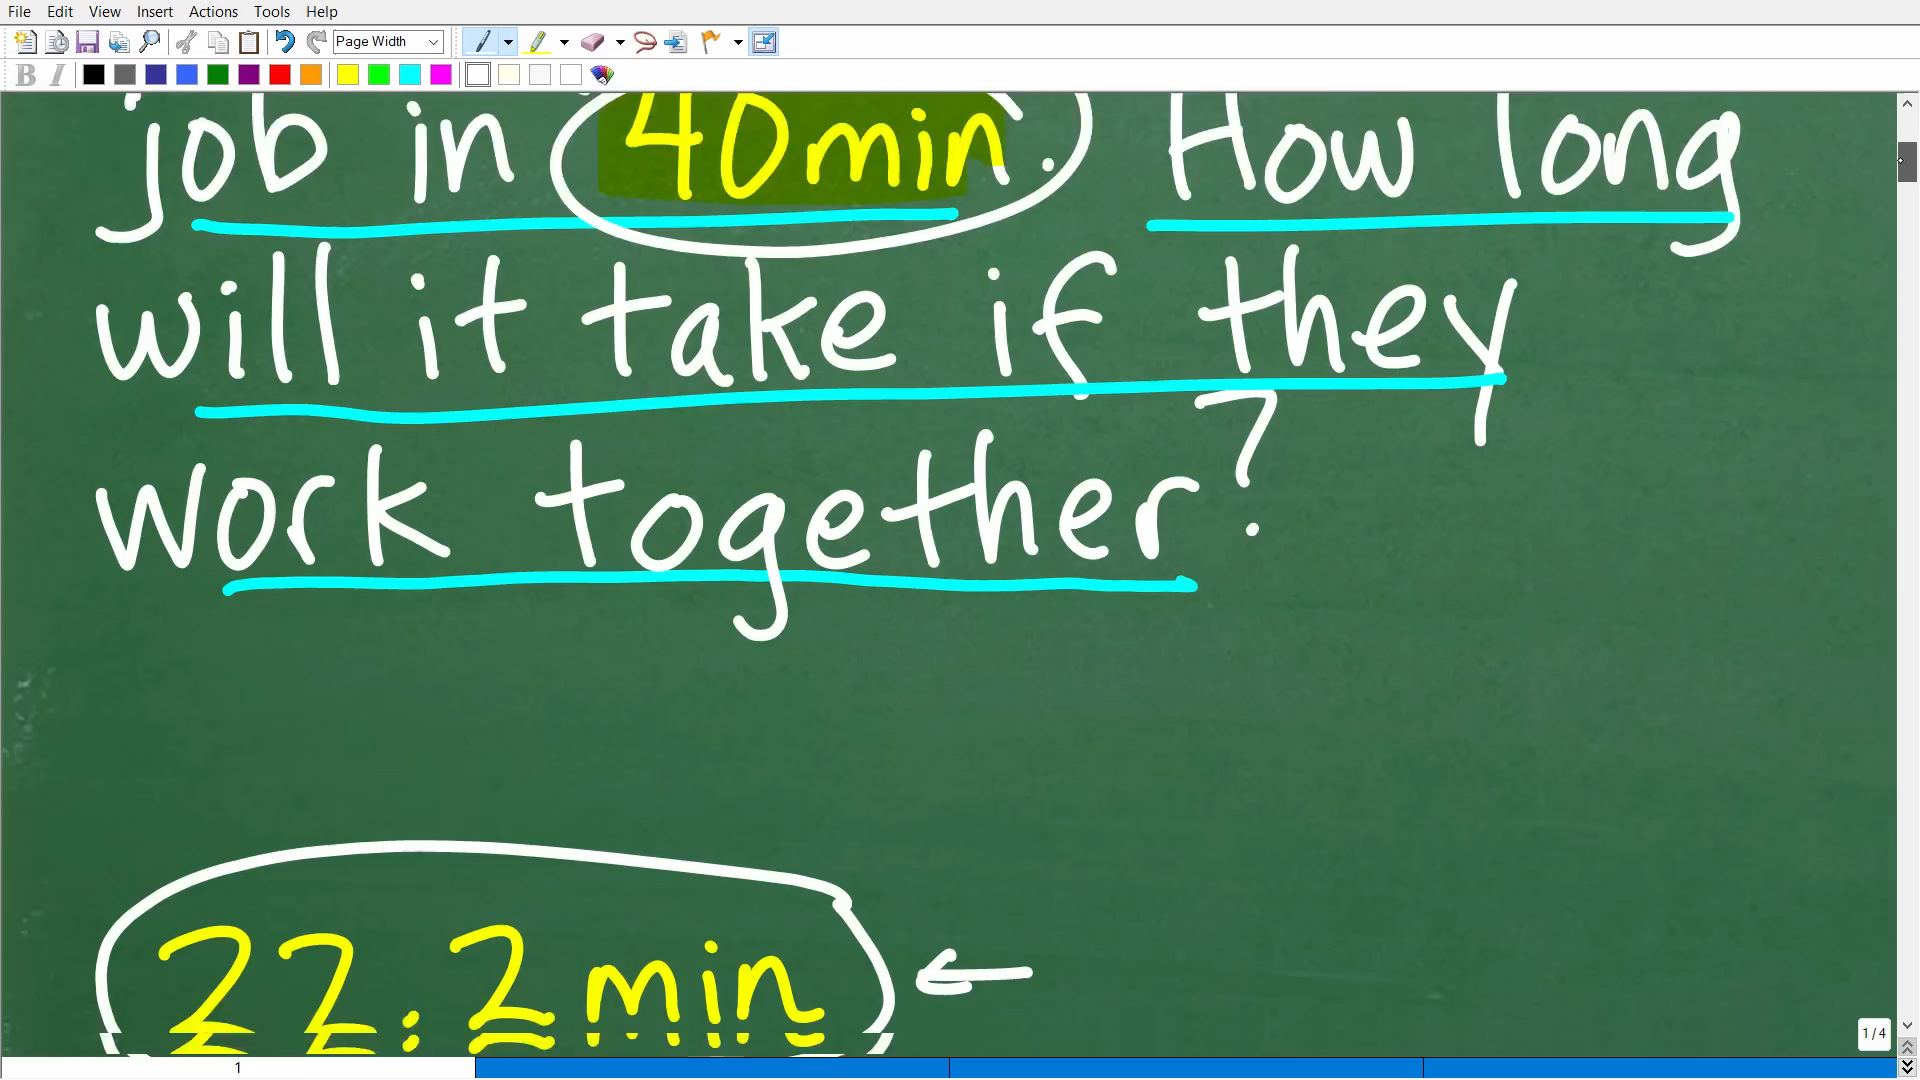 File Edit View Insert Actions Tools Help
Page Width
B I
job in 40min. How long
will it take if they
work together?
22.2 min
1 / 4
1